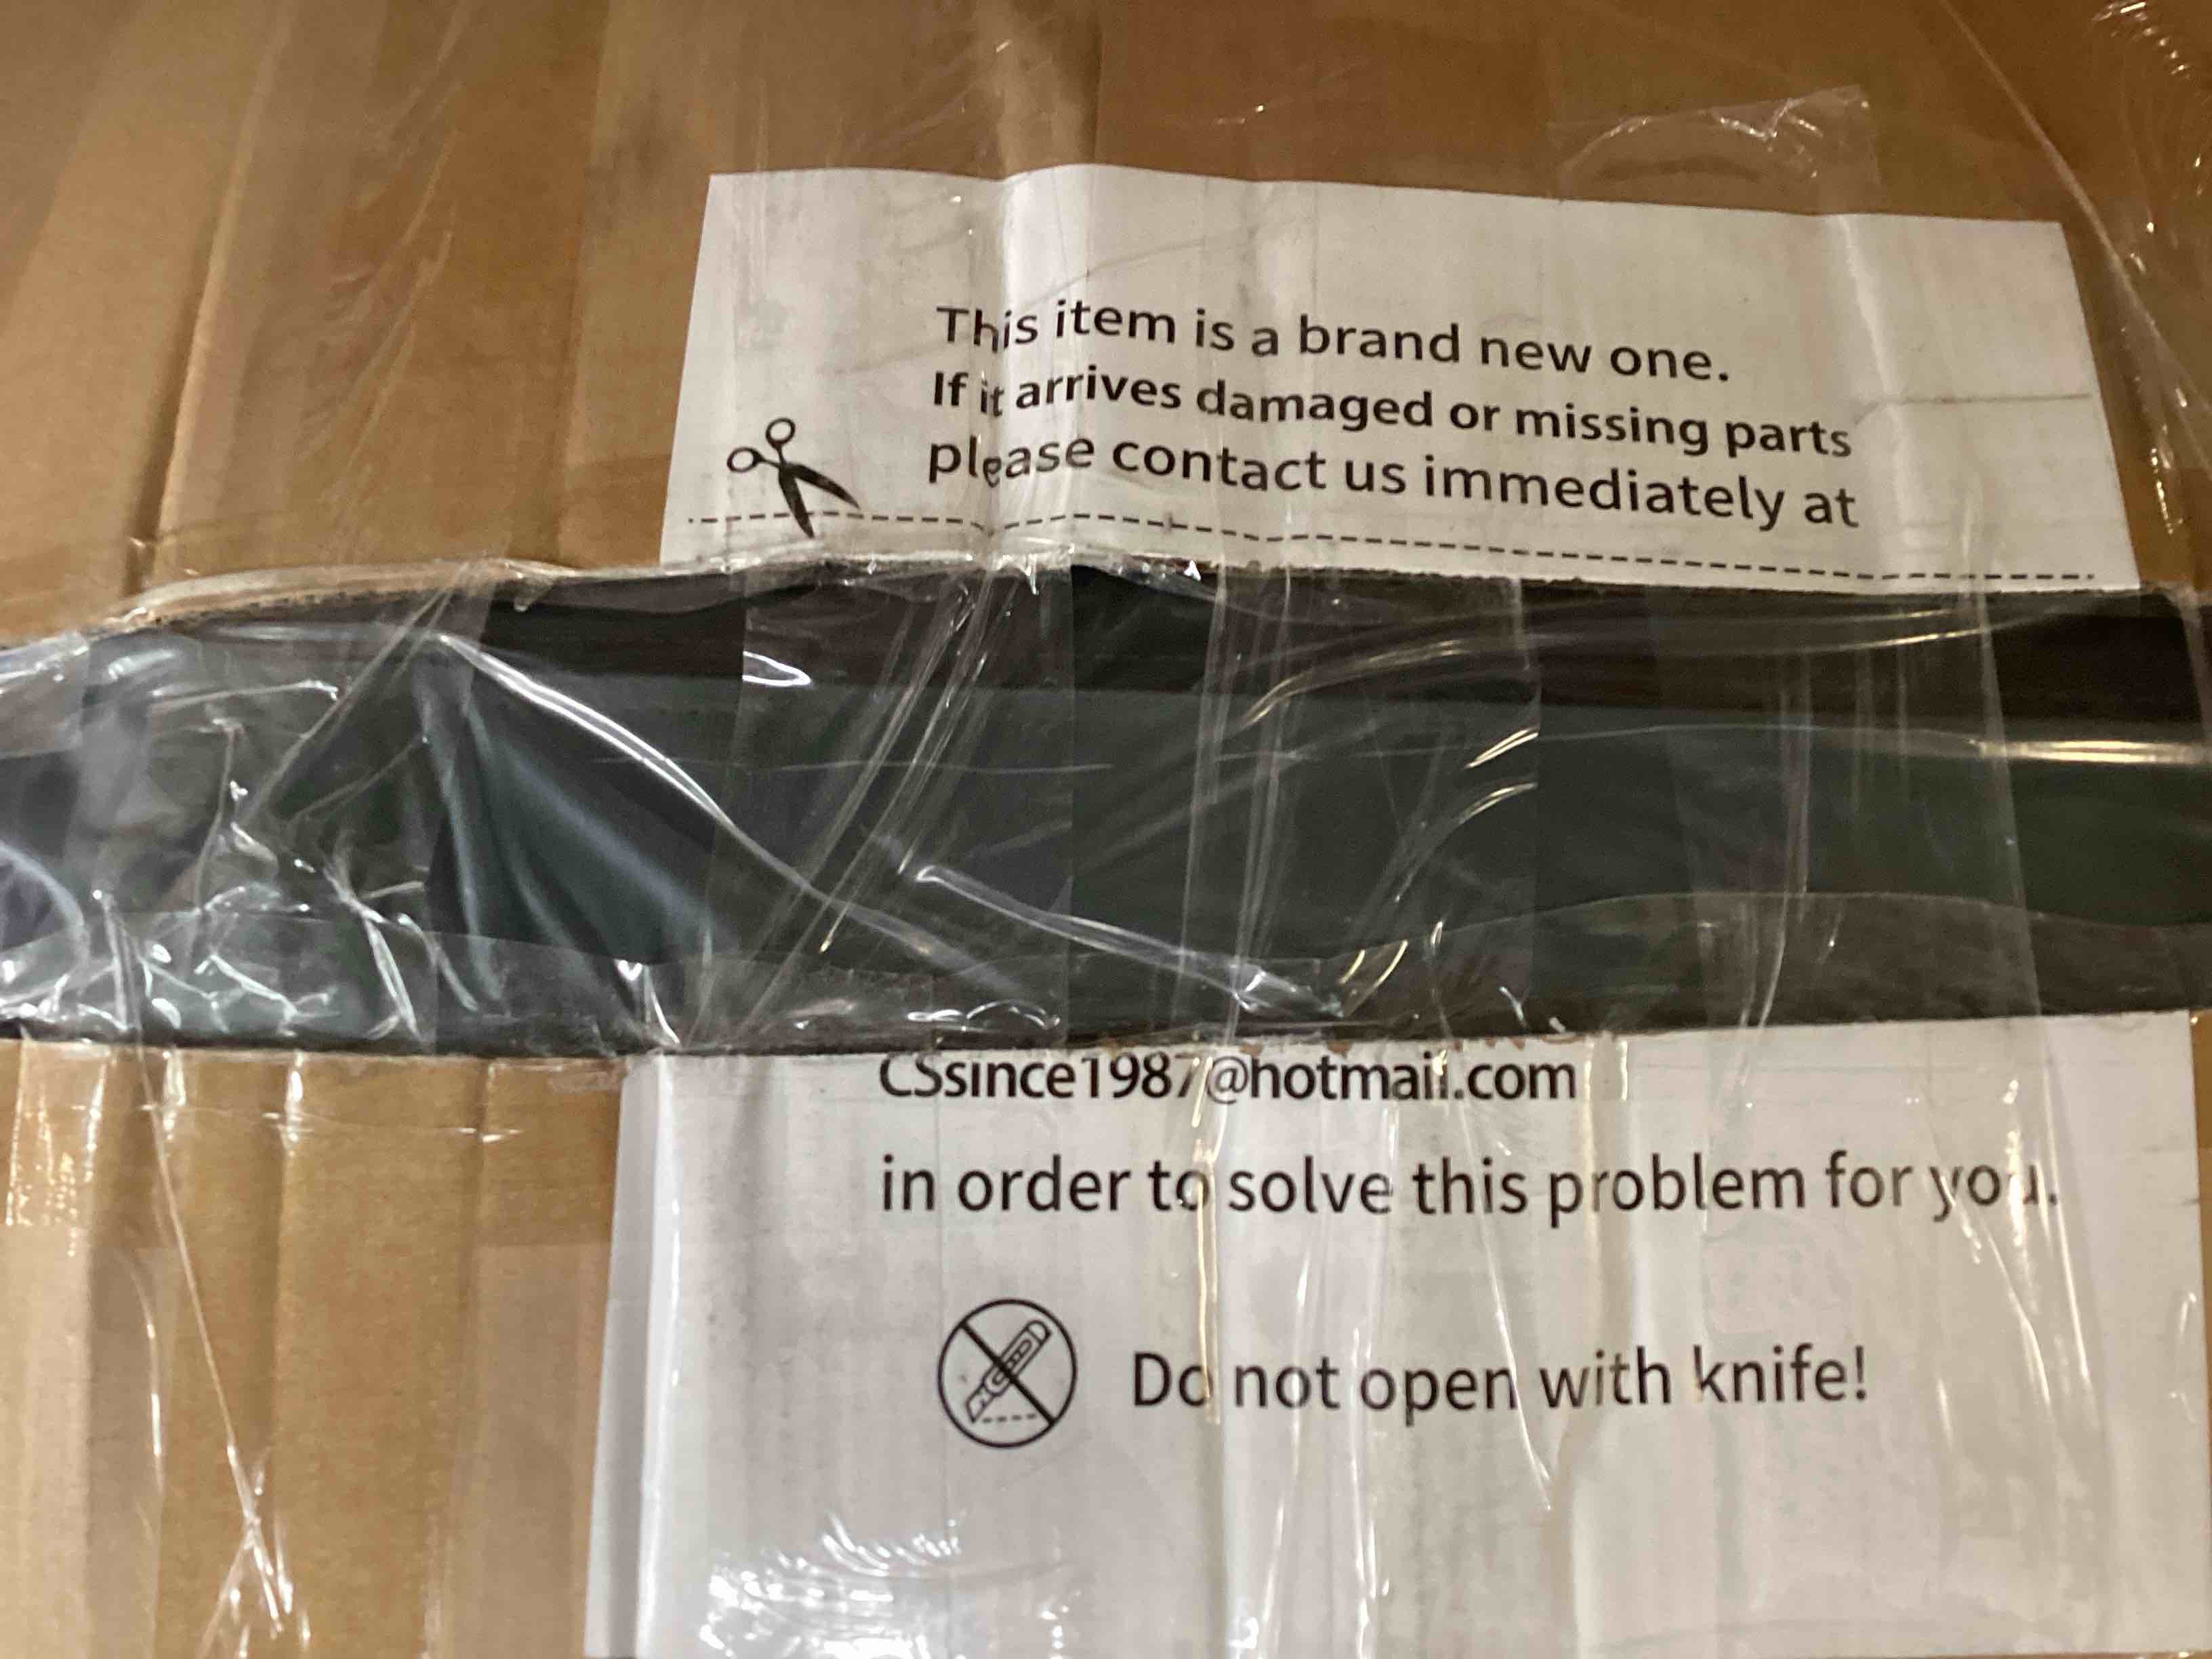 This item is a brand new one.
If it arrives damaged or missing parts
please contact us immediately at
CSsince1987@hotmail.com
in order to solve this problem for you.
Do not open with knife!